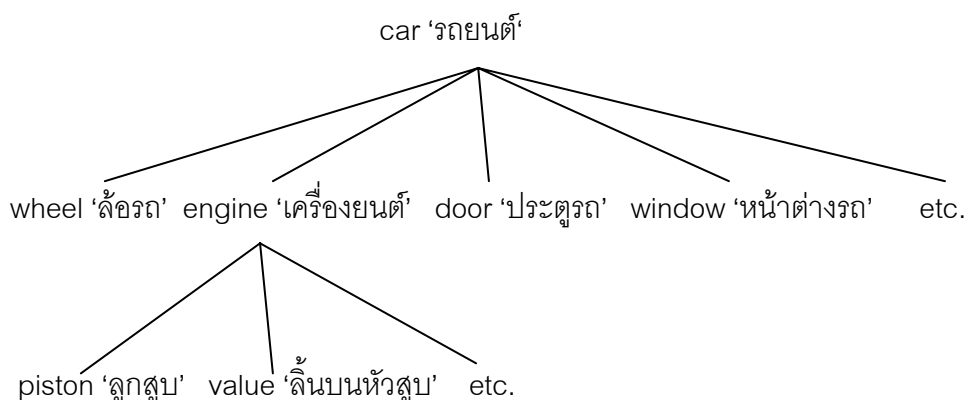 car ‘รถยนต์‘
wheel ‘ล้อรถ’ engine ‘เครื่องยนต์’ door ‘ประตูรถ’ window ‘หน้าต่างรถ’ etc.
piston ‘ลูกสูบ’ value ‘ลิ้นบนหัวสูบ’ etc.